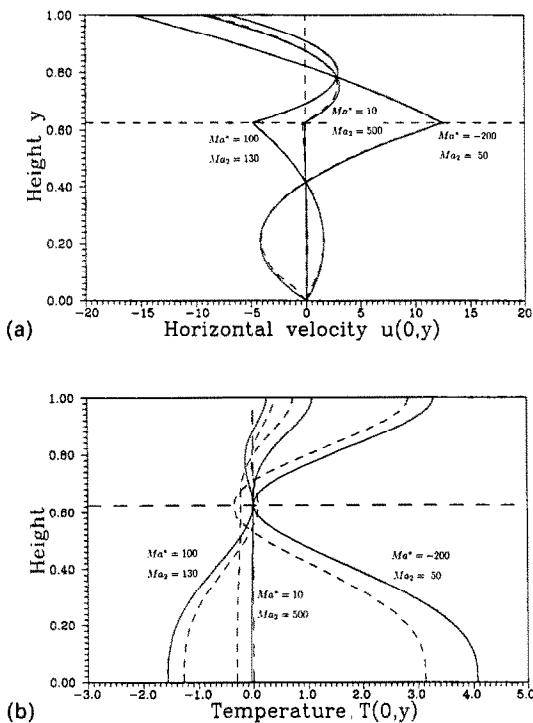 1.00
0.80
0.60
0.40
0.20
0.00
Height y
Ma* = 100
Ma₂ = 130
Ma* = 10
Ma₂ = 500
Ma* = −200
Ma₂ = 50
−20 −15 −10 −5 0 5 10 15 20
(a) Horizontal velocity u(0,y)
1.00
0.80
0.60
0.40
0.20
0.00
Height
Ma* = 100
Ma₂ = 130
Ma* = 10
Ma₂ = 500
Ma* = −200
Ma₂ = 50
−3.0 −2.0 −1.0 0.0 1.0 2.0 3.0 4.0 5.0
(b) Temperature, T(0,y)